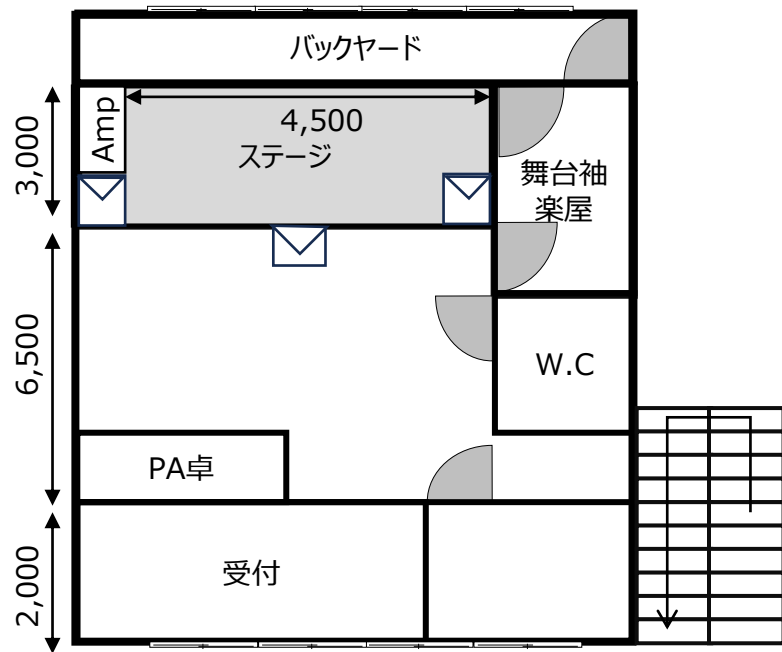 バックヤード
Amp
4,500
ステージ
3,000
舞台袖
楽屋
6,500
W.C
PA卓
2,000
受付